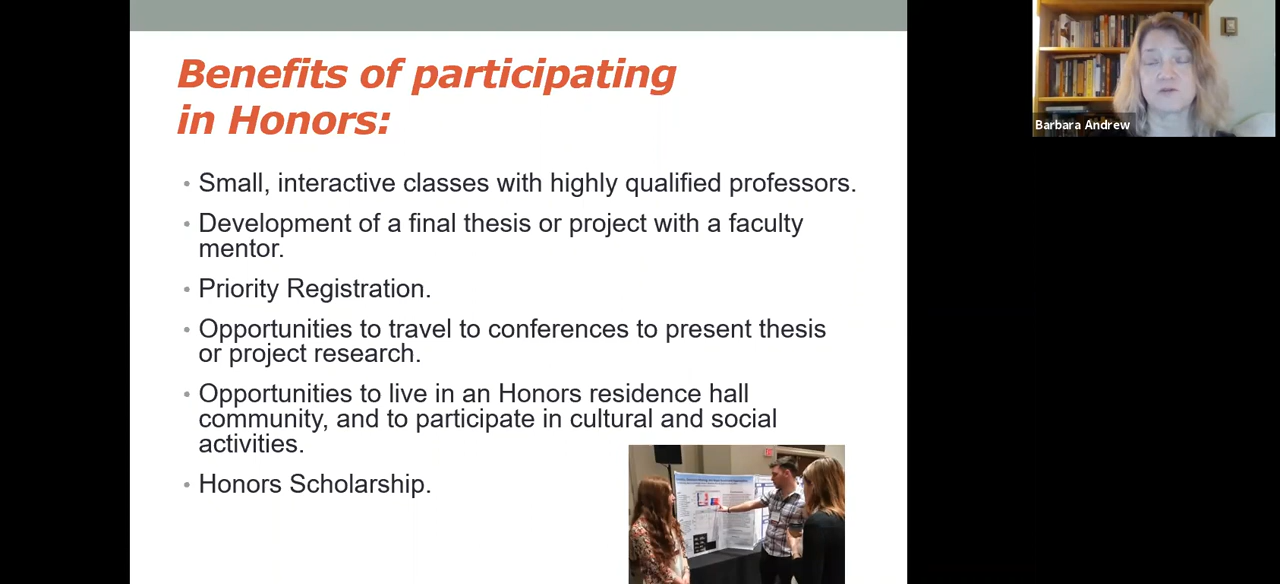 Benefits of participating
in Honors:
• Small, interactive classes with highly qualified professors.
• Development of a final thesis or project with a faculty
mentor.
• Priority Registration.
• Opportunities to travel to conferences to present thesis
or project research.
• Opportunities to live in an Honors residence hall
community, and to participate in cultural and social
activities.
• Honors Scholarship.
Barbara Andrew